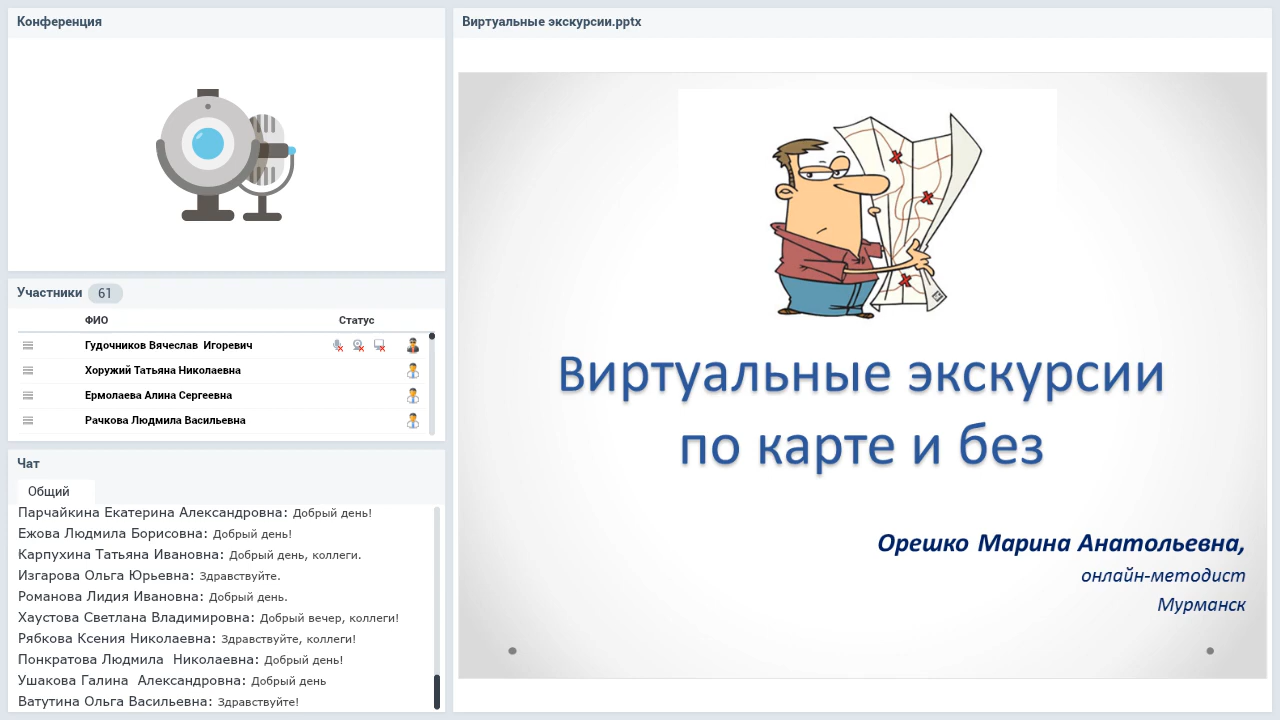 Конференция
Участники 61
ФИО Статус
Гудочников Вячеслав  Игоревич
Хоружий Татьяна Николаевна
Ермолаева Алина Сергеевна
Рачкова Людмила Васильевна
Чат
Общий
Парчайкина Екатерина Александровна: Добрый день!
Ежова Людмила Борисовна: Добрый день!
Карпухина Татьяна Ивановна: Добрый день, коллеги.
Изгарова Ольга Юрьевна: Здравствуйте.
Романова Лидия Ивановна: Добрый день.
Хаустова Светлана Владимировна: Добрый вечер, коллеги!
Рябкова Ксения Николаевна: Здравствуйте, коллеги!
Понкратова Людмила  Николаевна: Добрый день!
Ушакова Галина  Александровна: Добрый день
Ватутина Ольга Васильевна: Здравствуйте!
Виртуальные экскурсии.pptx
Виртуальные экскурсии
по карте и без
Орешко Марина Анатольевна,
онлайн-методист
Мурманск